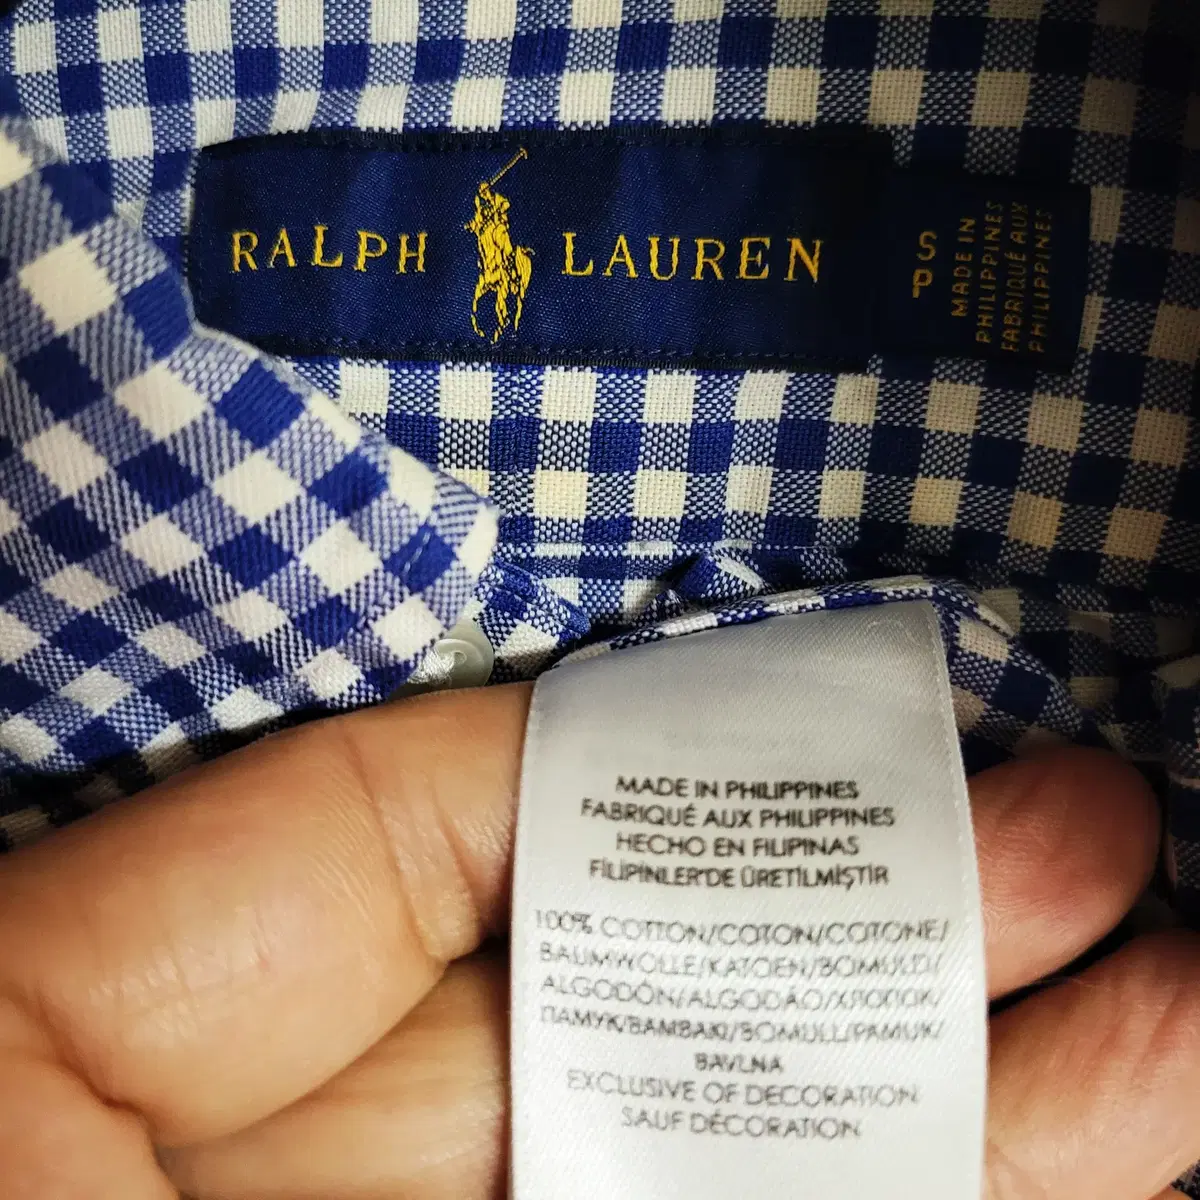 RALPH LAUREN
S
P
MADE IN
PHILIPPINES
FABRIQUÉ AUX
PHILIPPINES
MADE IN PHILIPPINES
FABRIQUÉ AUX PHILIPPINES
HECHO EN FILIPINAS
FİLİPİNLER'DE ÜRETİLMİŞTİR
100% COTTON/COTON/COTONE/
BAUMWOLLE/KATOEN/BOMULD/
ALGODÓN/ALGODÃO/ХЛОПОК/
ПАМУК/BAMBAKI/BOMULL/PAMUK/
BAVLNA
EXCLUSIVE OF DECORATION
SAUF DÉCORATION